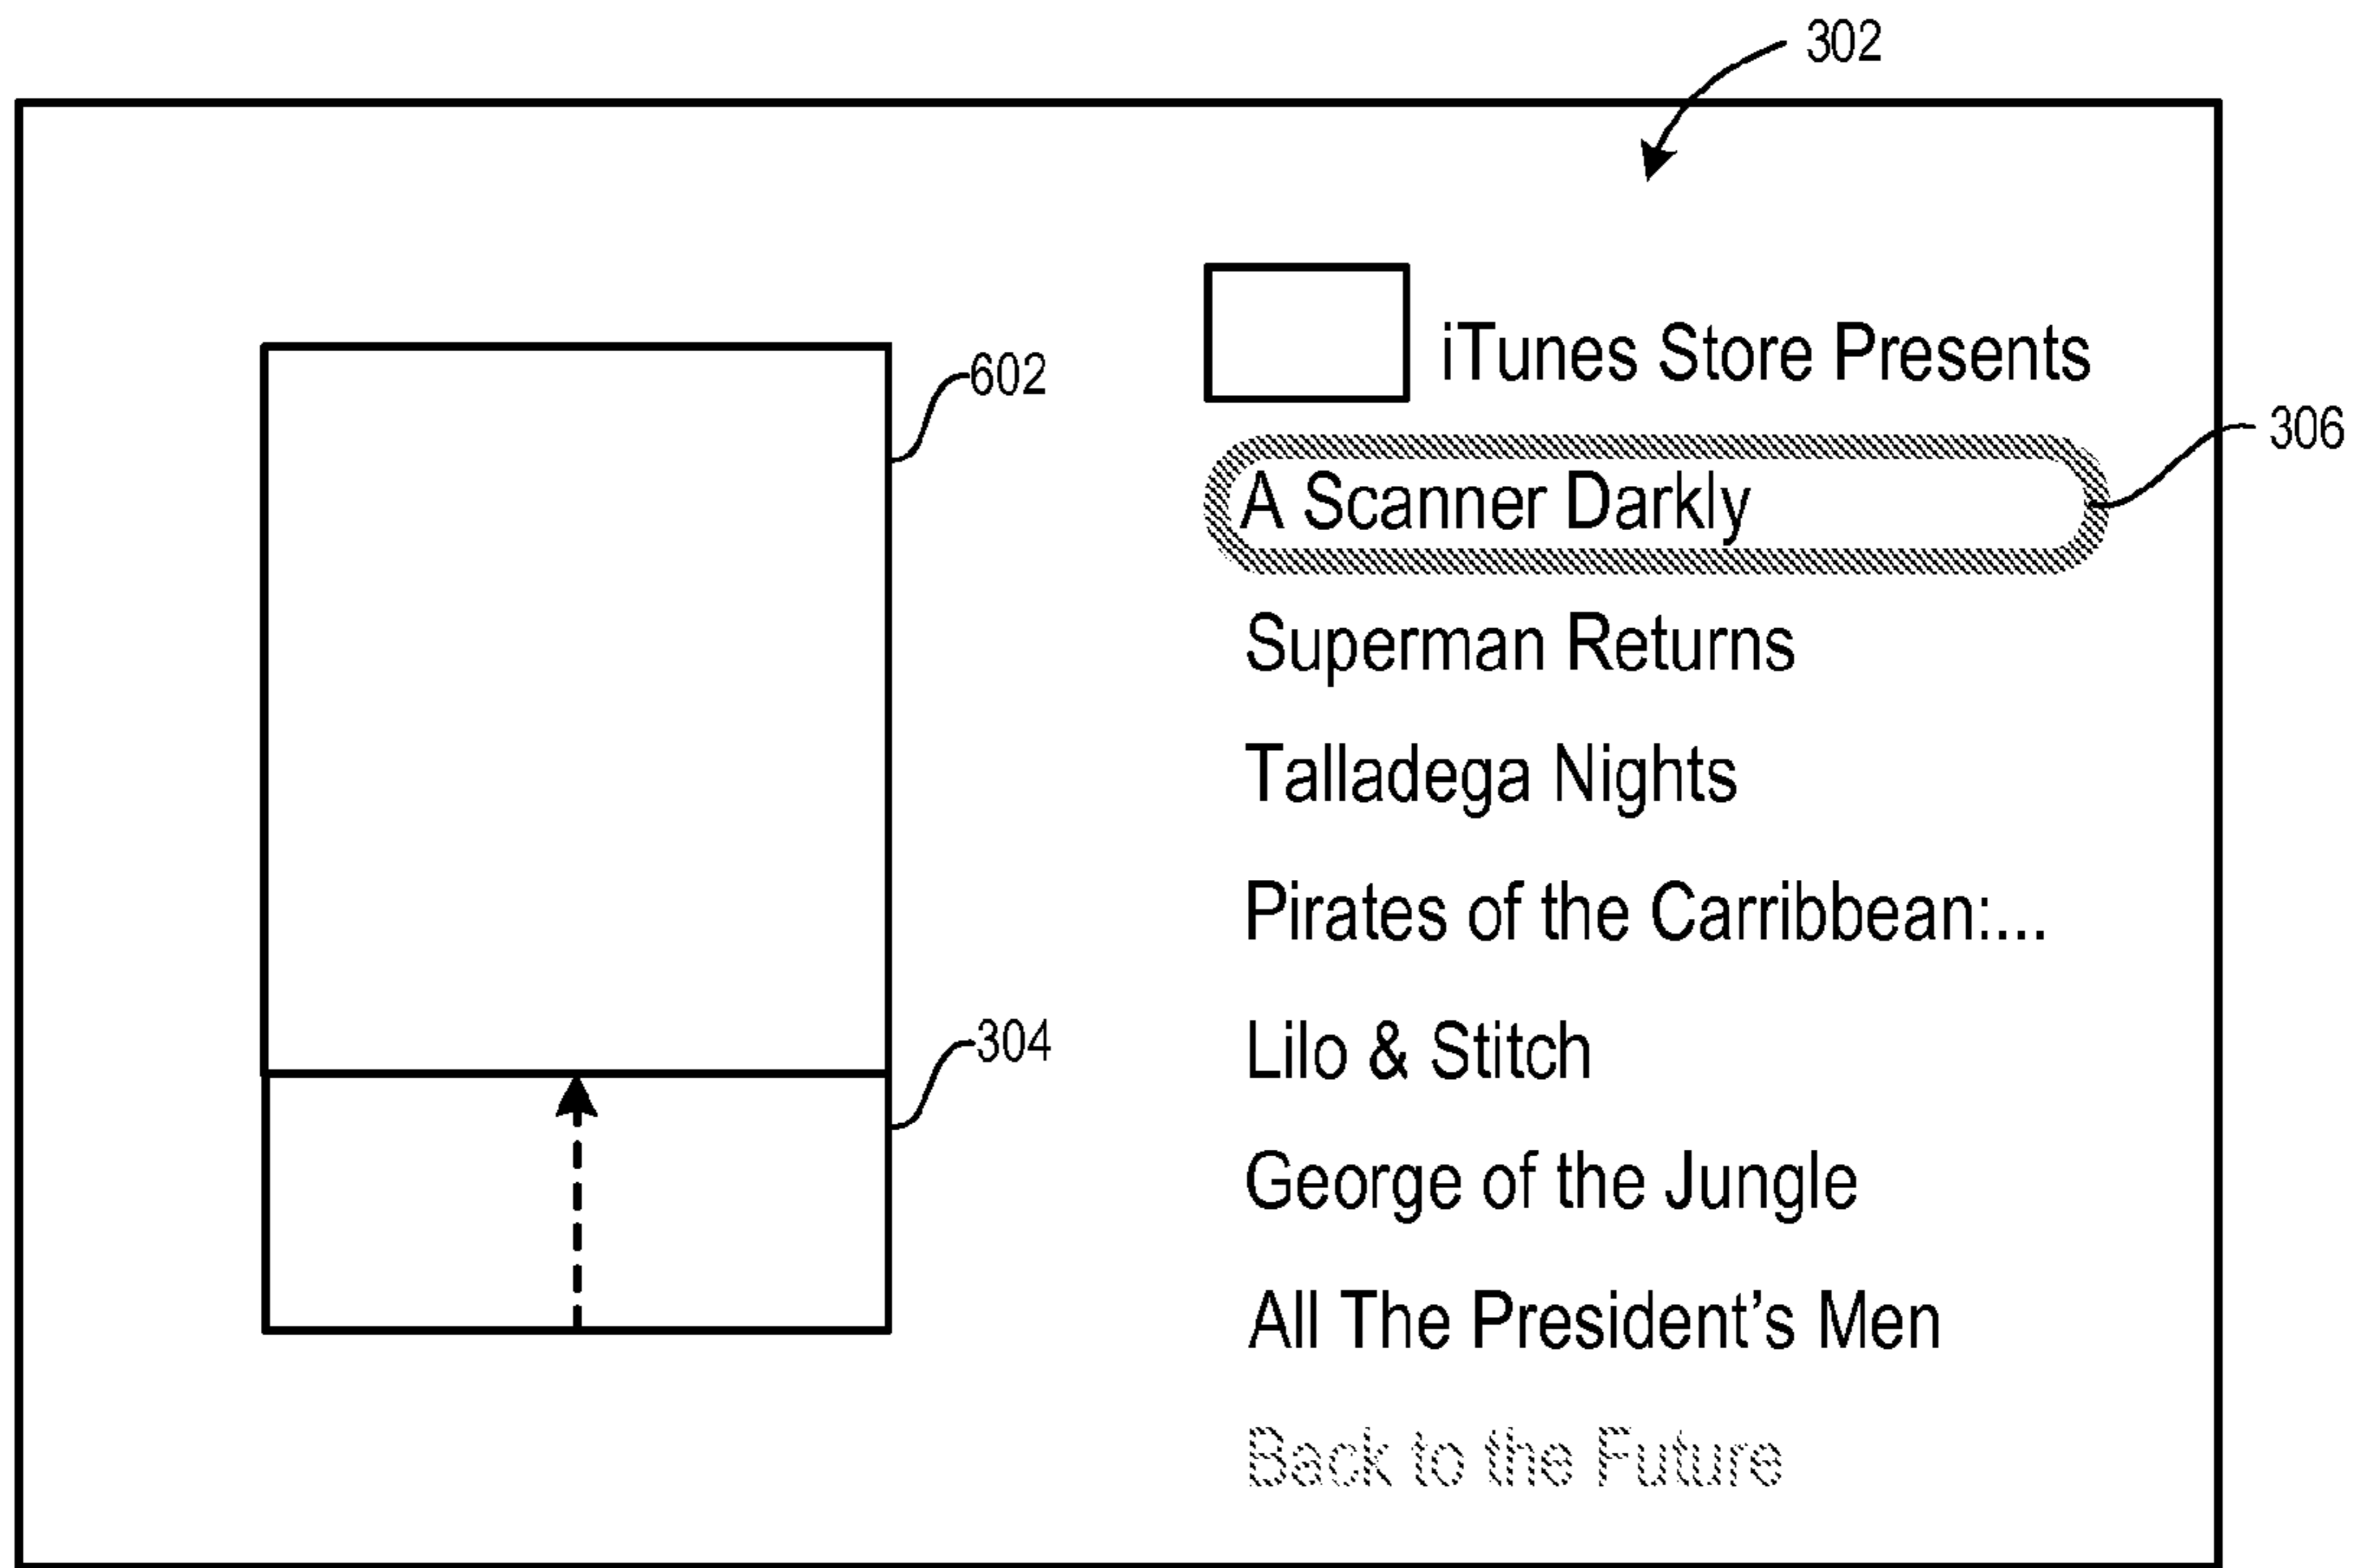 302
iTunes Store Presents
602
306
A Scanner Darkly
Superman Returns
Talladega Nights
Pirates of the Carribbean:...
304
Lilo & Stitch
George of the Jungle
All The President’s Men
Back to the Future